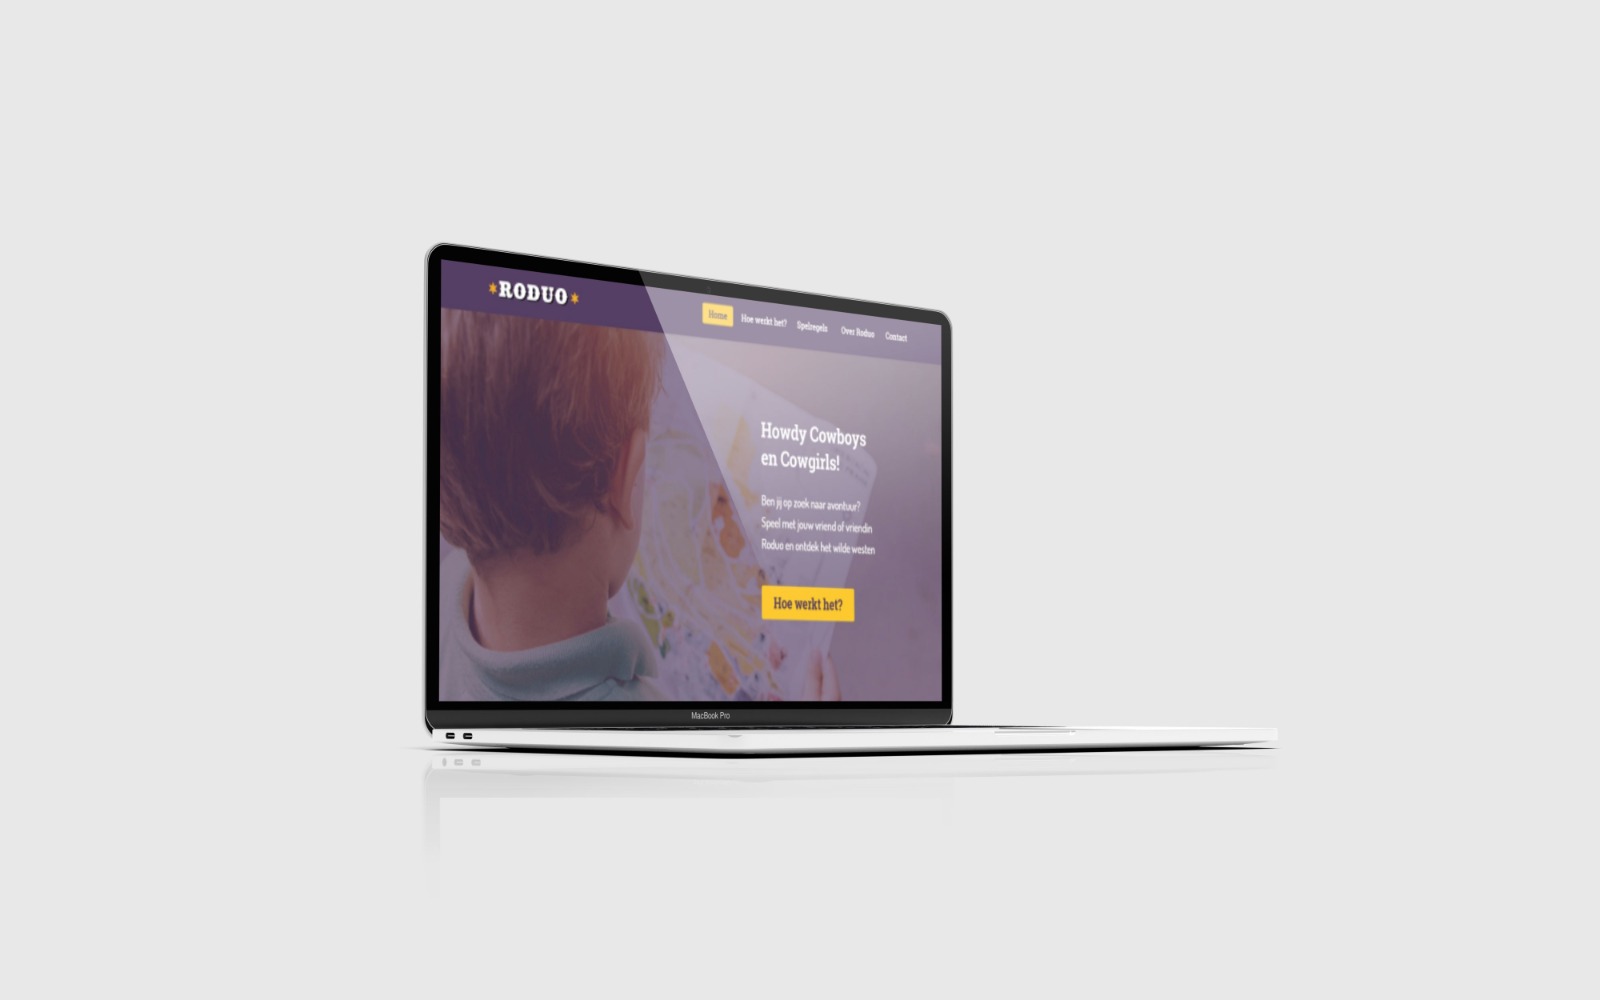 RODUO
Home Hoe werkt het? Spelregels Over Roduo Contact
Howdy Cowboys
en Cowgirls!
Ben jij op zoek naar avontuur?
Speel met jouw vriend of vriendin
Roduo en ontdek het wilde westen
Hoe werkt het?
MacBook Pro